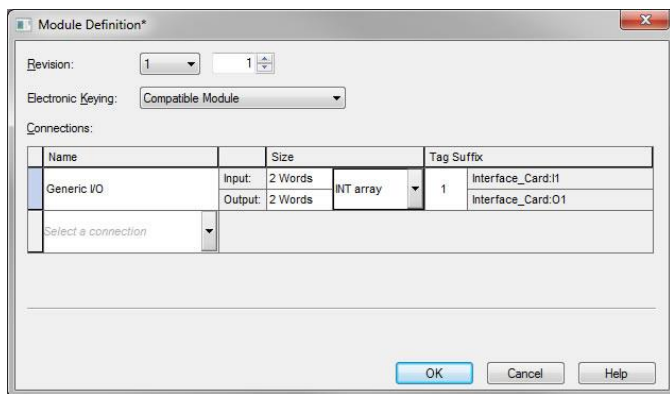 Module Definition*
Revision: 1 1
Electronic Keying: Compatible Module
Connections:
Name Size Tag Suffix
Generic I/O Input: 2 Words INT array 1 Interface_Card:I1
Output: 2 Words Interface_Card:O1
Select a connection
OK Cancel Help